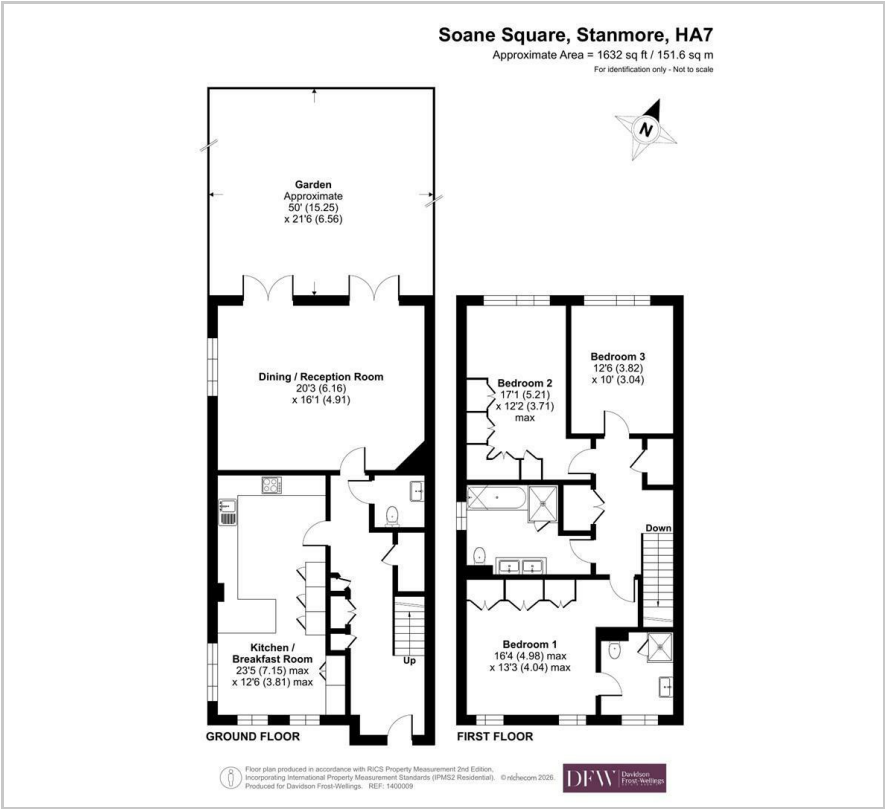 Soane Square, Stanmore, HA7
Approximate Area = 1632 sq ft / 151.6 sq m
For identification only - Not to scale
N
Garden
Approximate
50' (15.25)
x 21'6 (6.56)
Dining / Reception Room
20'3 (6.16)
x 16'1 (4.91)
Kitchen /
Breakfast Room
23'5 (7.15) max
x 12'6 (3.81) max
Up
GROUND FLOOR
Bedroom 2
17'1 (5.21)
x 12'2 (3.71)
max
Bedroom 3
12'6 (3.82)
x 10' (3.04)
Down
Bedroom 1
16'4 (4.98) max
x 13'3 (4.04) max
FIRST FLOOR
Floor plan produced in accordance with RICS Property Measurement 2nd Edition,
Incorporating International Property Measurement Standards (IPMS2 Residential). © nichecom 2026.
Produced for Davidson Frost-Wellings. REF: 1400009
DFW
Davidson
Frost-Wellings